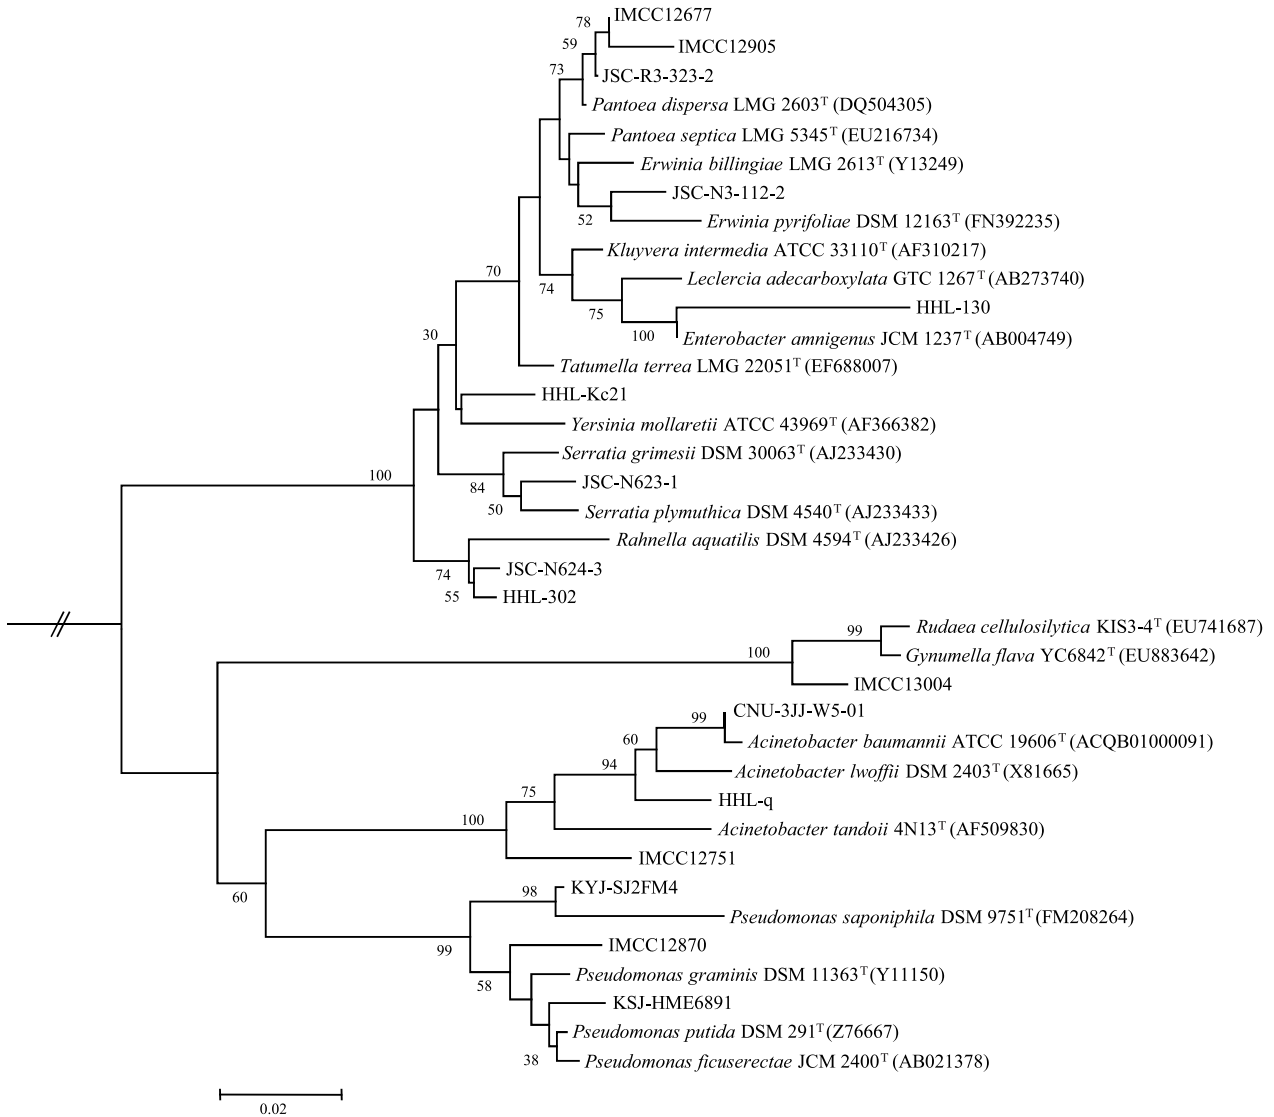 IMCC12677
78
59
IMCC12905
73
JSC-R3-323-2
Pantoea dispersa LMG 2603ᵀ (DQ504305)
Pantoea septica LMG 5345ᵀ (EU216734)
Erwinia billingiae LMG 2613ᵀ (Y13249)
JSC-N3-112-2
52
Erwinia pyrifoliae DSM 12163ᵀ (FN392235)
Kluyvera intermedia ATCC 33110ᵀ (AF310217)
70
74
Leclercia adecarboxylata GTC 1267ᵀ (AB273740)
75
HHL-130
30
100
Enterobacter amnigenus JCM 1237ᵀ (AB004749)
Tatumella terrea LMG 22051ᵀ (EF688007)
HHL-Kc21
Yersinia mollaretii ATCC 43969ᵀ (AF366382)
Serratia grimesii DSM 30063ᵀ (AJ233430)
100
84
JSC-N623-1
50
Serratia plymuthica DSM 4540ᵀ (AJ233433)
Rahnella aquatilis DSM 4594ᵀ (AJ233426)
74
JSC-N624-3
55
HHL-302
99
Rudaea cellulosilytica KIS3-4ᵀ (EU741687)
100
Gynumella flava YC6842ᵀ (EU883642)
IMCC13004
CNU-3JJ-W5-01
99
60
Acinetobacter baumannii ATCC 19606ᵀ (ACQB01000091)
94
Acinetobacter lwoffii DSM 2403ᵀ (X81665)
75
HHL-q
100
Acinetobacter tandoii 4N13ᵀ (AF509830)
IMCC12751
60
98
KYJ-SJ2FM4
Pseudomonas saponiphila DSM 9751ᵀ (FM208264)
99
IMCC12870
58
Pseudomonas graminis DSM 11363ᵀ (Y11150)
KSJ-HME6891
Pseudomonas putida DSM 291ᵀ (Z76667)
38
Pseudomonas ficuserectae JCM 2400ᵀ (AB021378)
0.02